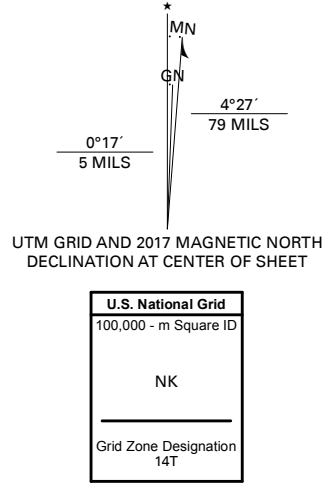 ★
MN
GN
4°27´
79 MILS
0°17´
5 MILS
UTM GRID AND 2017 MAGNETIC NORTH
DECLINATION AT CENTER OF SHEET
U.S. National Grid
100,000 - m Square ID
NK
Grid Zone Designation
14T